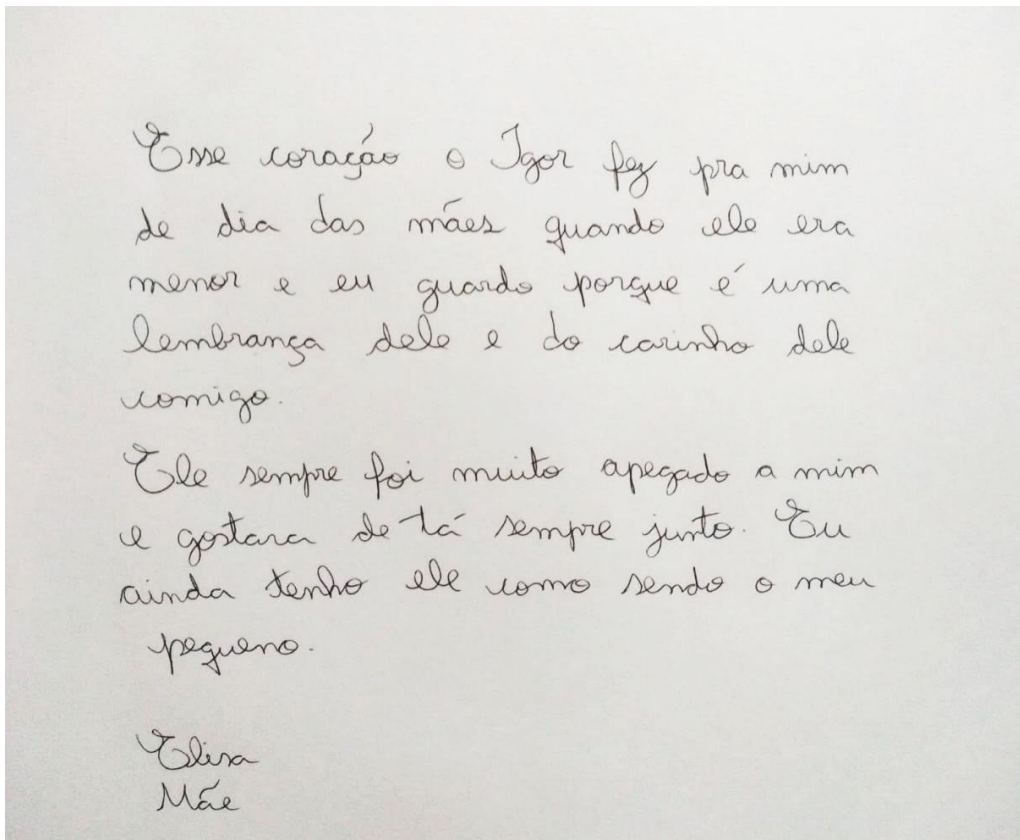 Esse coração o Igor fez pra mim
de dia das mães quando ele era
menor e eu guardo porque é uma
lembrança dele e do carinho dele
comigo.
Ele sempre foi muito apegado a mim
e gostava de tá sempre junto. Eu
ainda tenho ele como sendo o meu
pequeno.
Elisa
Mãe